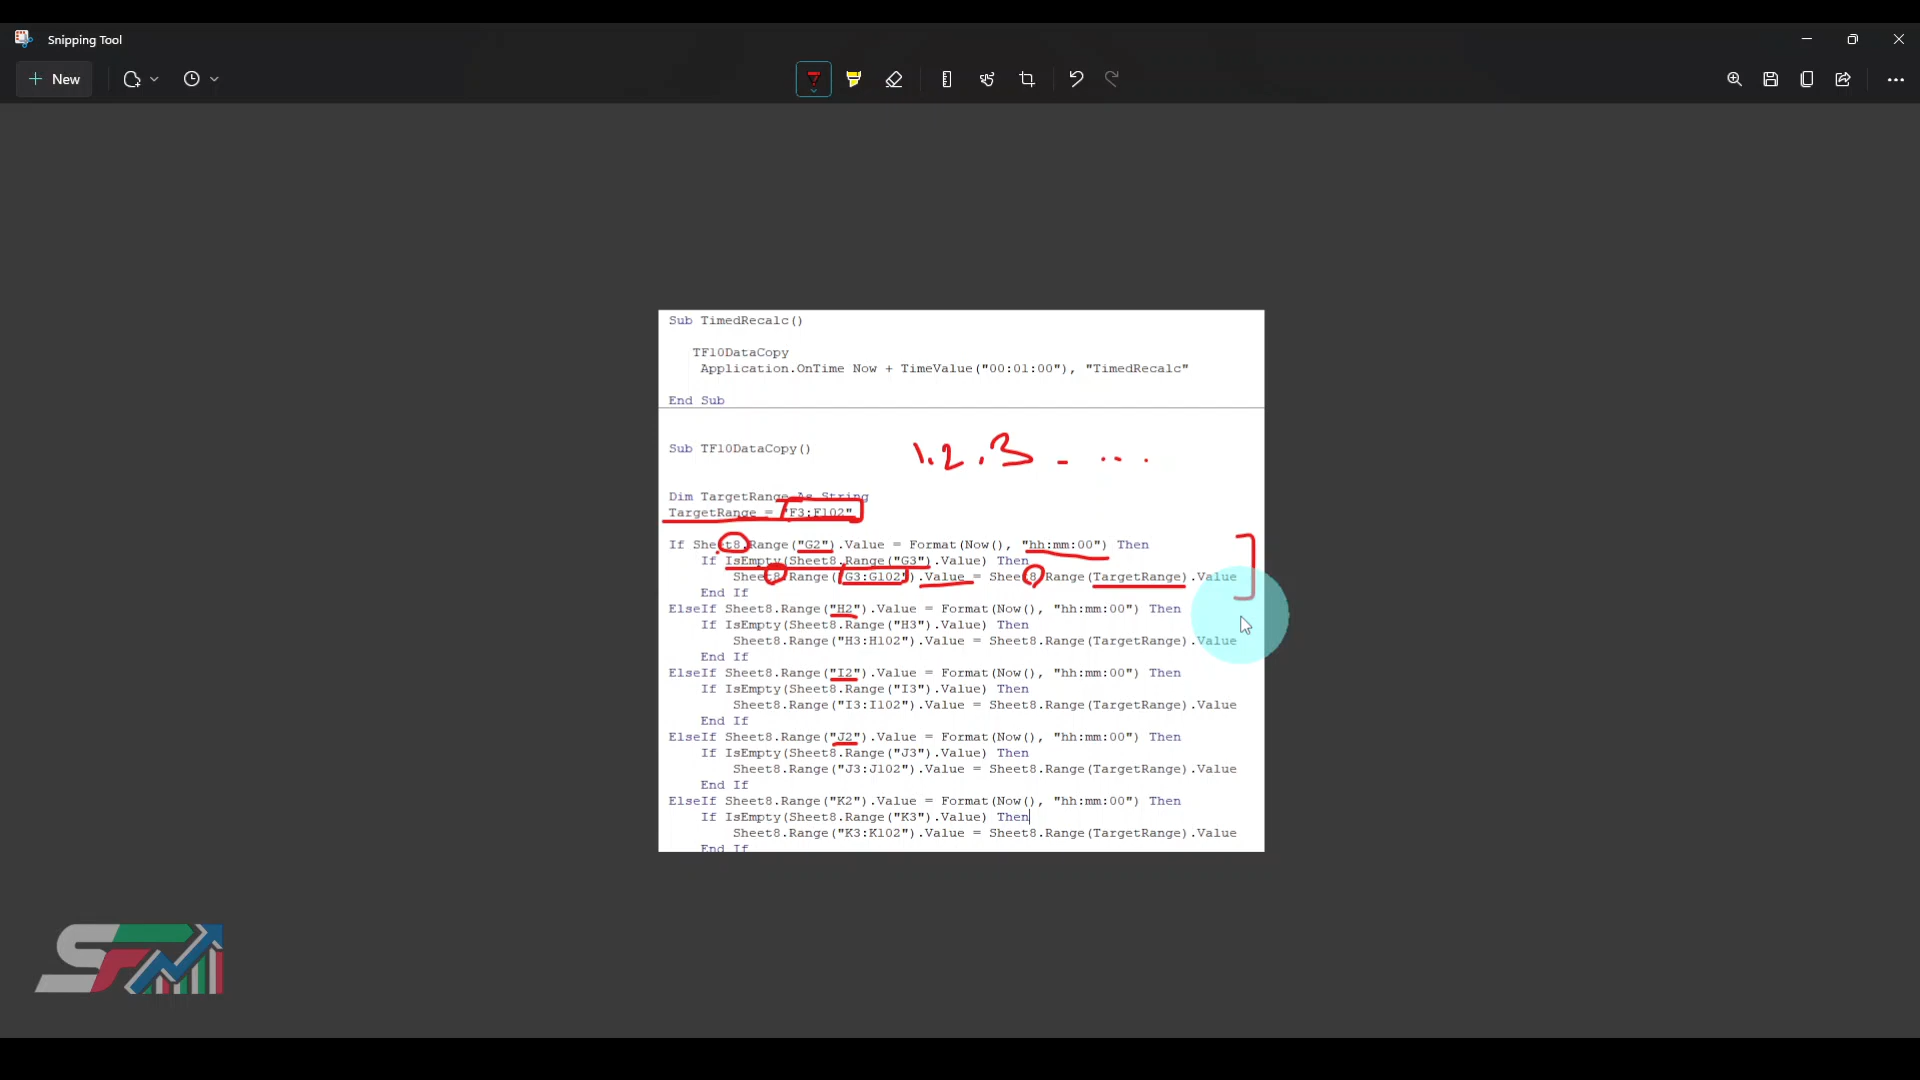 Snipping Tool
New
Sub TimedRecalc()
TF10DataCopy
Application.OnTime Now + TimeValue("00:01:00"), "TimedRecalc"
End Sub
Sub TF10DataCopy()
1.2.3 - ...
Dim TargetRange As String
TargetRange = "F3:F102"
If Sheet8.Range("G2").Value = Format(Now(), "hh:mm:00") Then
If IsEmpty(Sheet8.Range("G3").Value) Then
Sheet8.Range("G3:G102").Value = Sheet8.Range(TargetRange).Value
End If
ElseIf Sheet8.Range("H2").Value = Format(Now(), "hh:mm:00") Then
If IsEmpty(Sheet8.Range("H3").Value) Then
Sheet8.Range("H3:H102").Value = Sheet8.Range(TargetRange).Value
End If
ElseIf Sheet8.Range("I2").Value = Format(Now(), "hh:mm:00") Then
If IsEmpty(Sheet8.Range("I3").Value) Then
Sheet8.Range("I3:I102").Value = Sheet8.Range(TargetRange).Value
End If
ElseIf Sheet8.Range("J2").Value = Format(Now(), "hh:mm:00") Then
If IsEmpty(Sheet8.Range("J3").Value) Then
Sheet8.Range("J3:J102").Value = Sheet8.Range(TargetRange).Value
End If
ElseIf Sheet8.Range("K2").Value = Format(Now(), "hh:mm:00") Then
If IsEmpty(Sheet8.Range("K3").Value) Then
Sheet8.Range("K3:K102").Value = Sheet8.Range(TargetRange).Value
End If
SFM